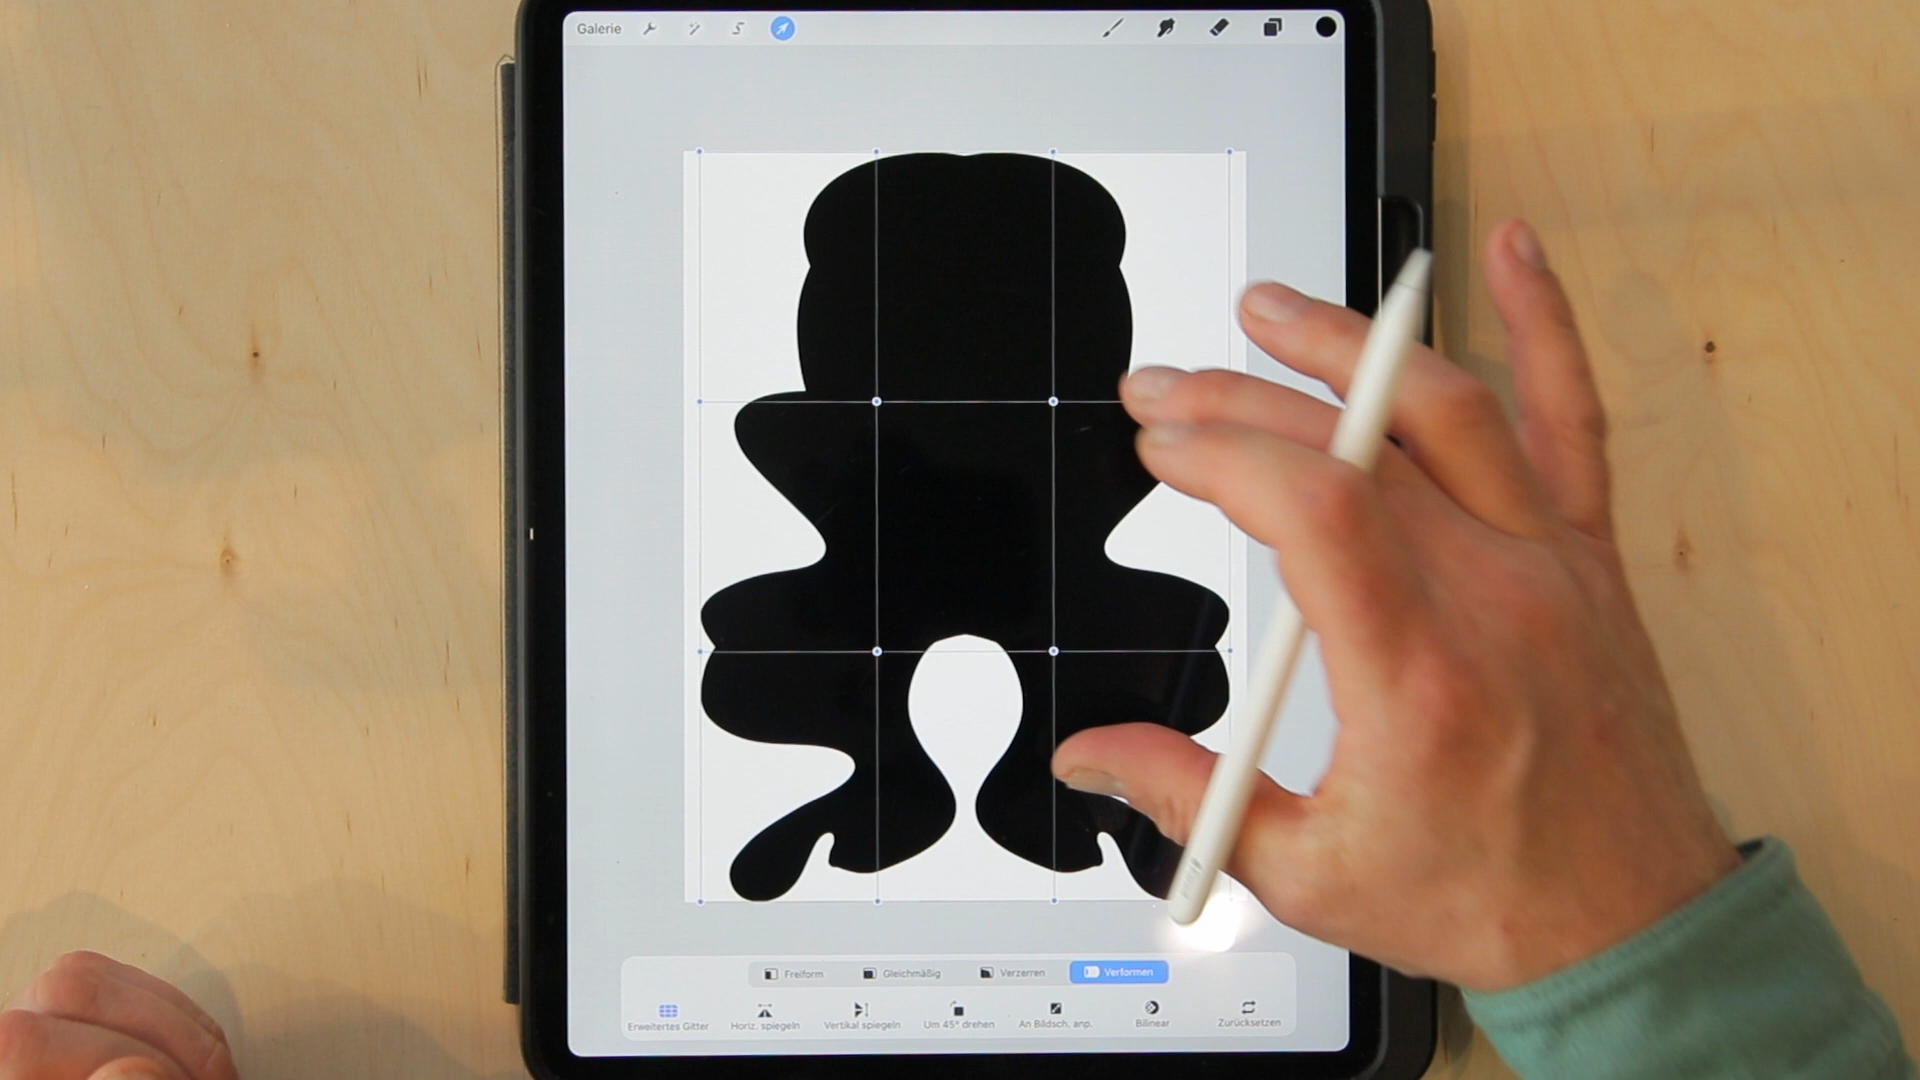 Galerie
Freiform
Gleichmäßig
Verzerren
Verformen
Erweitertes Gitter
Horiz. spiegeln
Vertikal spiegeln
Um 45° drehen
An Bildsch. anp.
Bilinear
Zurücksetzen